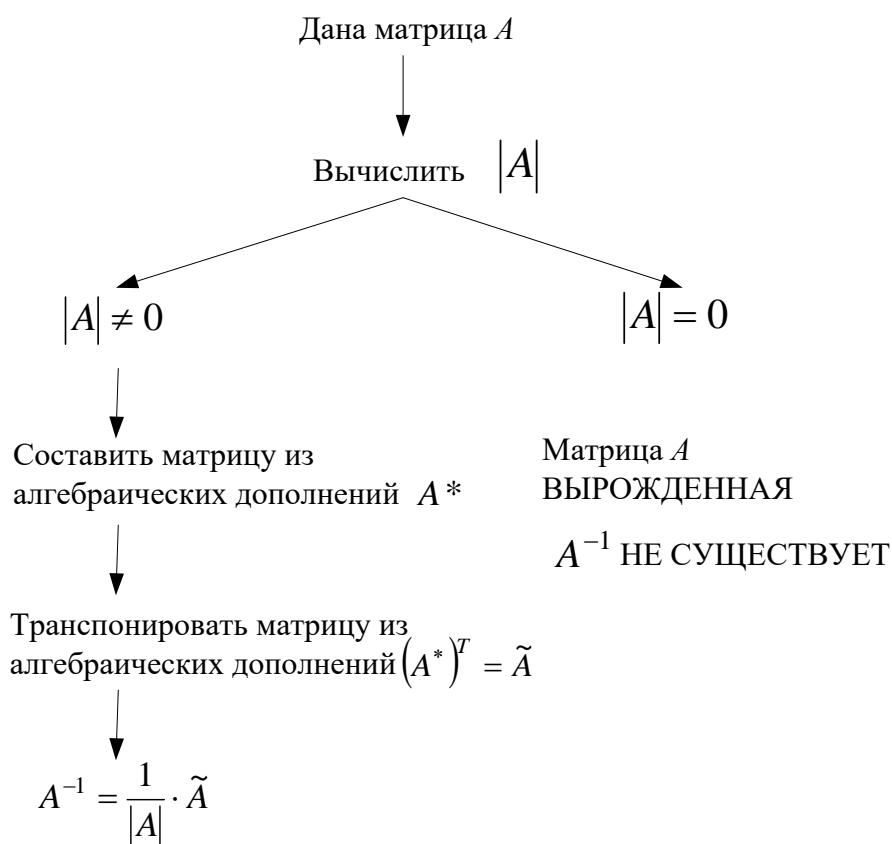 Дана матрица A
Вычислить |A|
|A| ≠ 0
|A| = 0
Составить матрицу из
алгебраических дополнений A*
Матрица A
ВЫРОЖДЕННАЯ
A⁻¹ НЕ СУЩЕСТВУЕТ
Транспонировать матрицу из
алгебраических дополнений (A*)ᵀ = Ã
A⁻¹ = 1/|A| · Ã